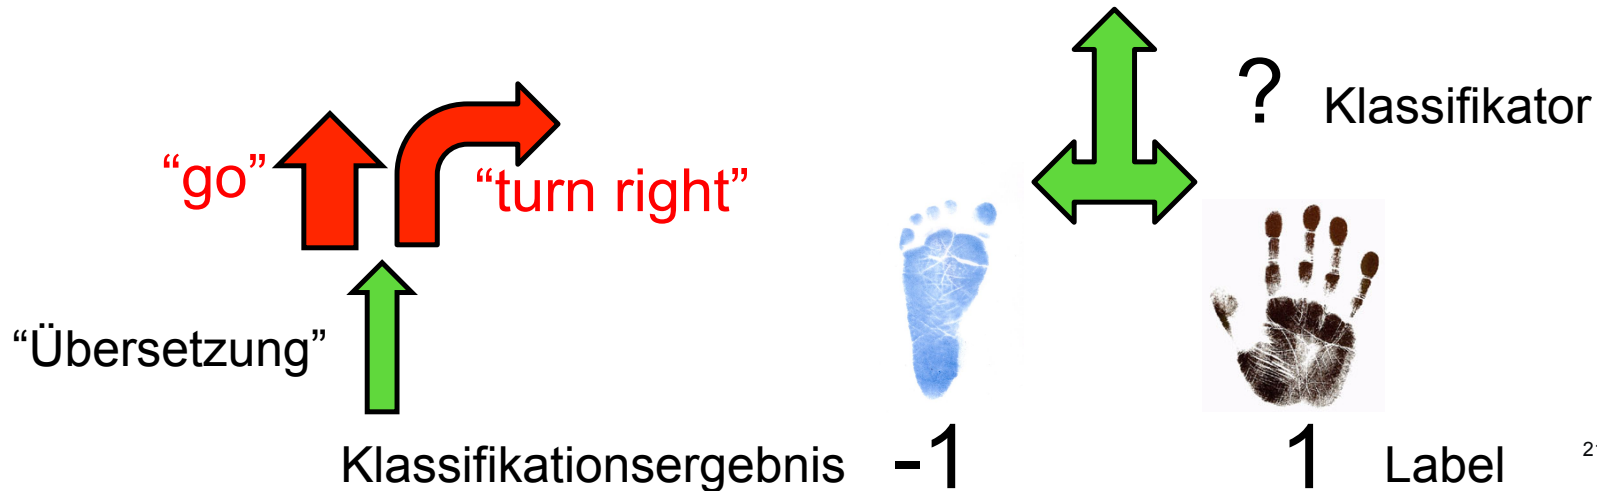 ? Klassifikator
“go”
“turn right”
“Übersetzung”
Klassifikationsergebnis -1 1 Label